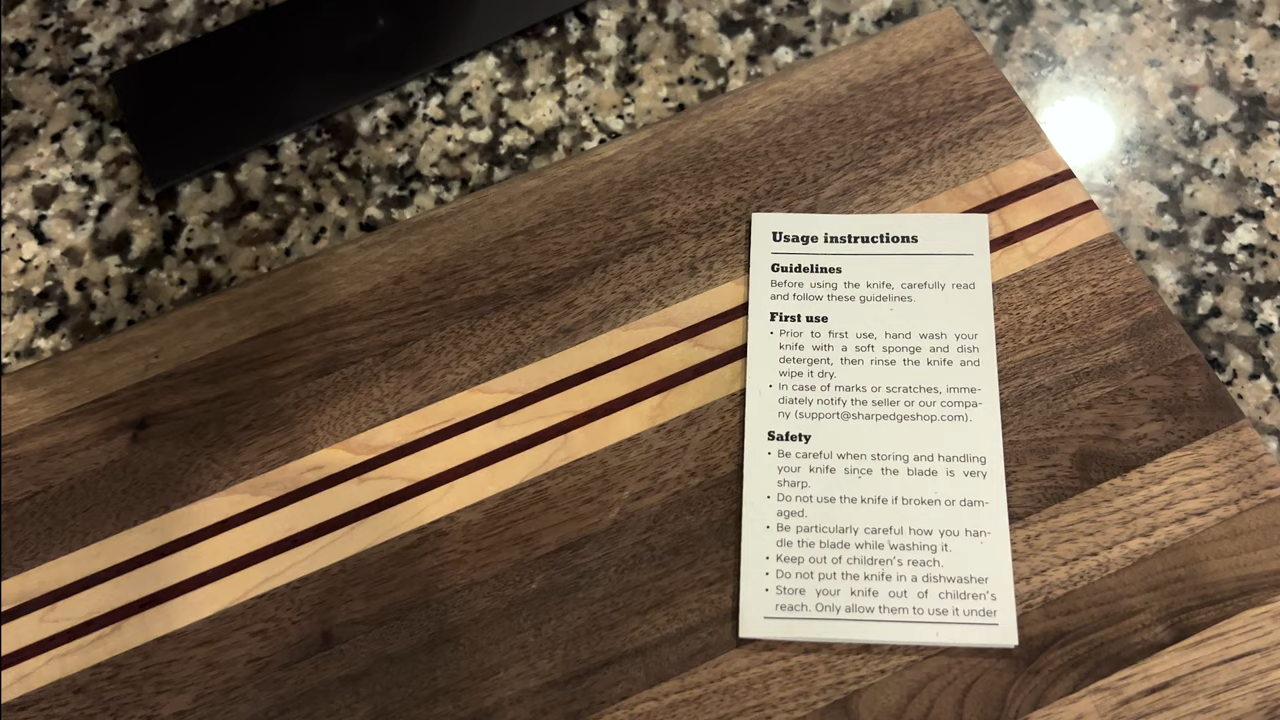 Usage instructions
Guidelines
Before using the knife, carefully read
and follow these guidelines.
First use
• Prior to first use, hand wash your
knife with a soft sponge and dish
detergent, then rinse the knife and
wipe it dry.
• In case of marks or scratches, imme-
diately notify the seller or our compa-
ny (support@sharpedgeshop.com).
Safety
• Be careful when storing and handling
your knife since the blade is very
sharp.
• Do not use the knife if broken or dam-
aged.
• Be particularly careful how you han-
dle the blade while washing it.
• Keep out of children's reach.
• Do not put the knife in a dishwasher
• Store your knife out of children's
reach. Only allow them to use it under